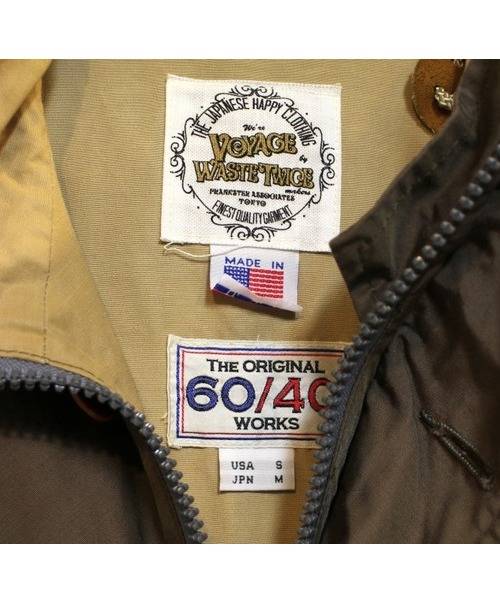 THE JAPANESE HAPPY CLOTHING
We're
VOYAGE
by
WASTE TWICE
makers
PRANKSTER ASSOCIATES
TOKYO
FINEST QUALITY GARMENT
MADE IN
THE ORIGINAL
60/40
WORKS
USA S
JPN M